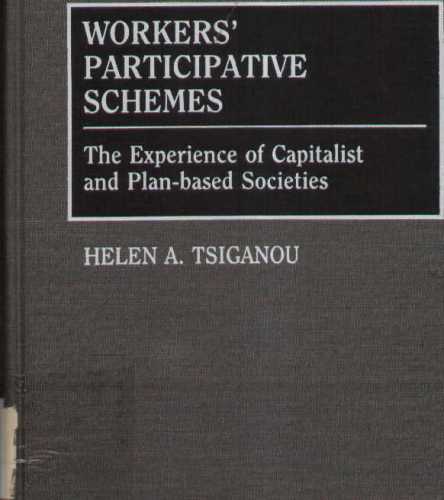 WORKERS'
PARTICIPATIVE
SCHEMES
The Experience of Capitalist
and Plan-based Societies
HELEN A. TSIGANOU